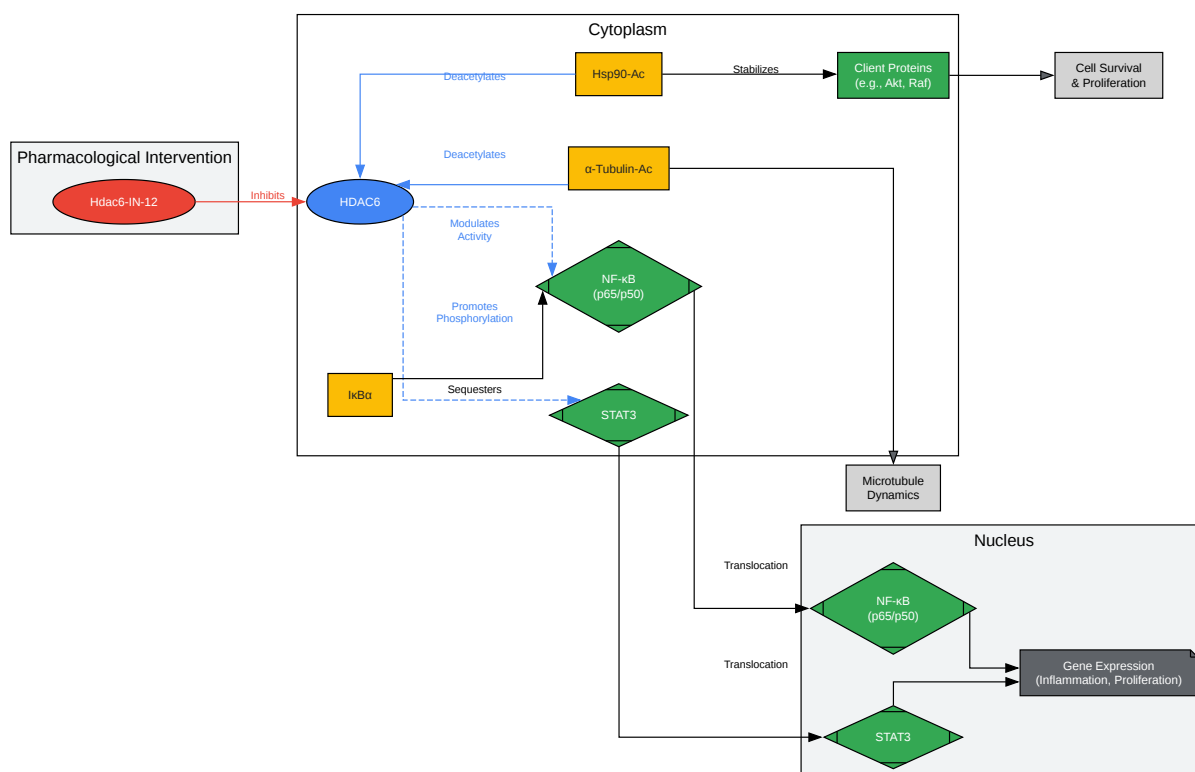 Cytoplasm
Hsp90-Ac
Stabilizes
Client Proteins
(e.g., Akt, Raf)
Cell Survival
& Proliferation
Deacetylates
Pharmacological Intervention
Hdac6-IN-12
Inhibits
HDAC6
Deacetylates
α-Tubulin-Ac
Modulates
Activity
NF-κB
(p65/p50)
Promotes
Phosphorylation
IκBα
Sequesters
STAT3
Microtubule
Dynamics
Nucleus
Translocation
NF-κB
(p65/p50)
Translocation
Gene Expression
(Inflammation, Proliferation)
STAT3